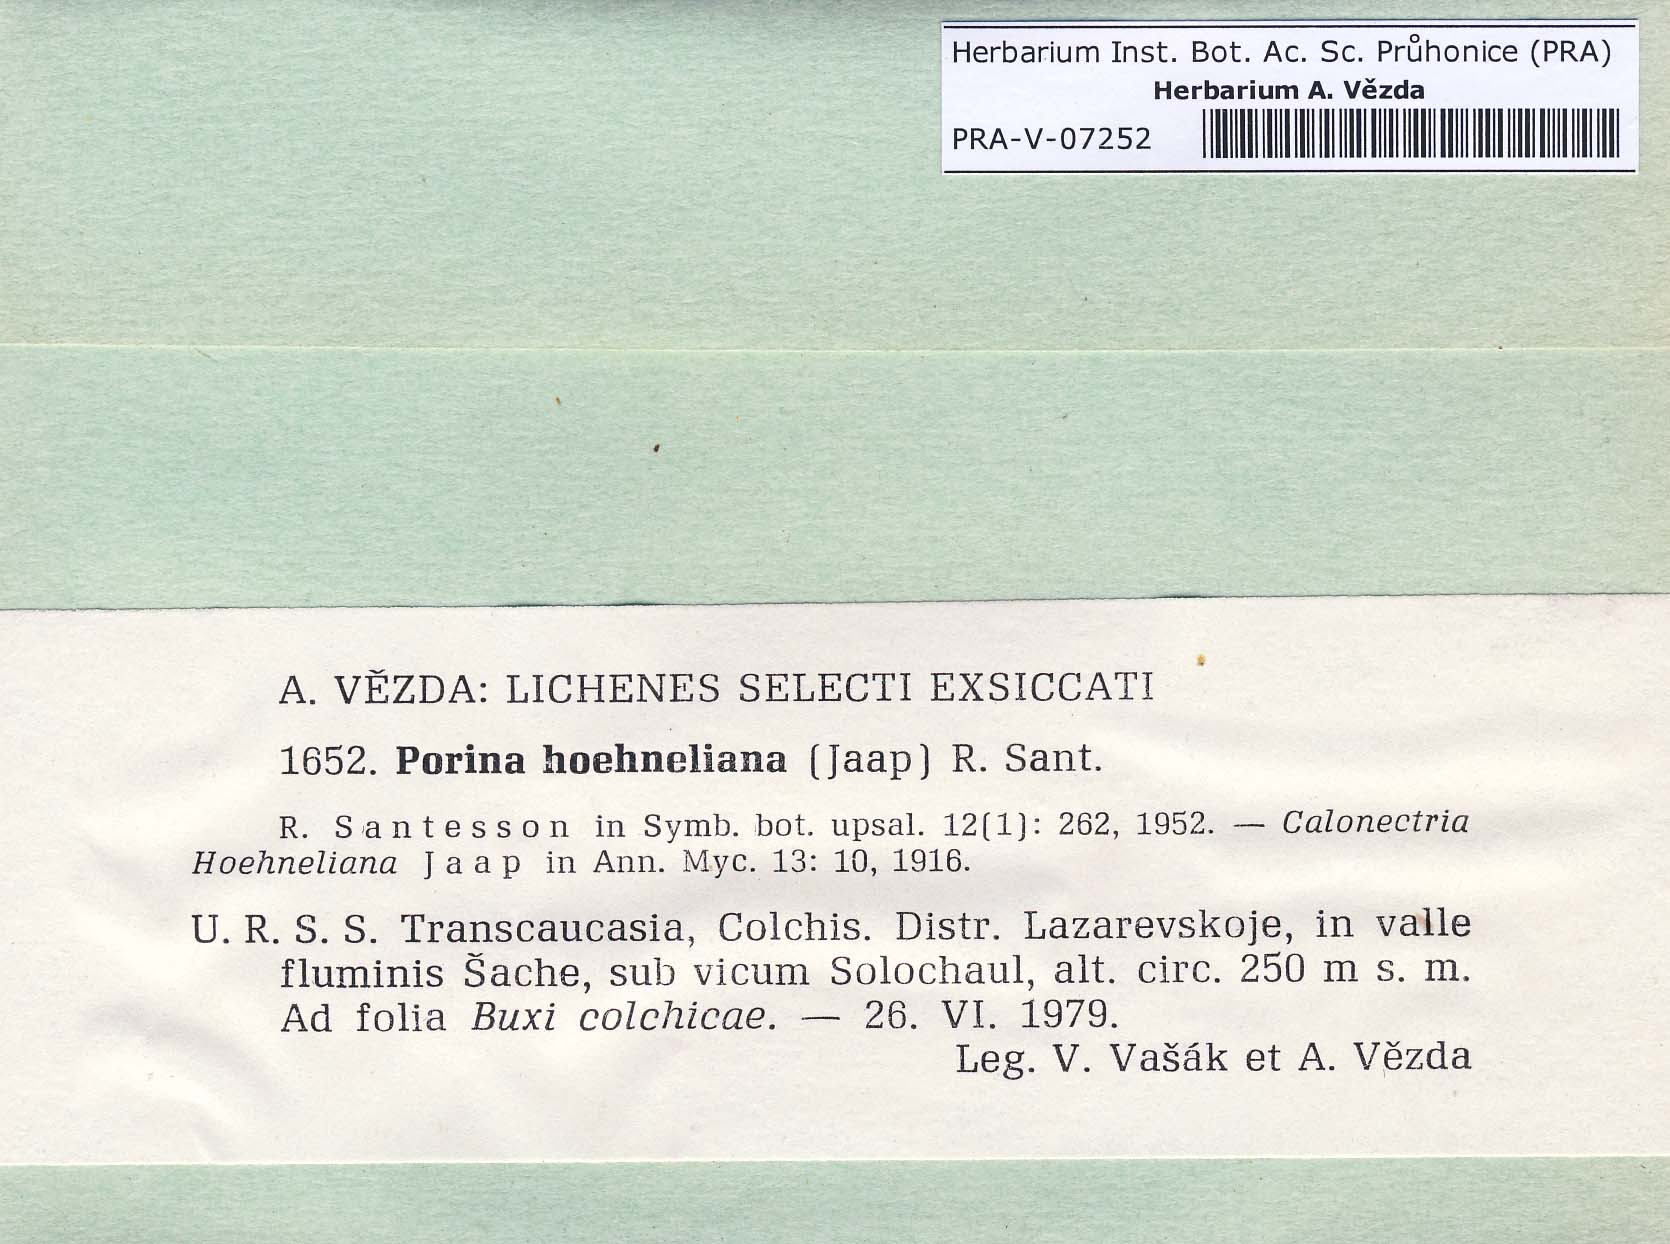 Herbarium Inst. Bot. Ac. Sc. Průhonice (PRA)
Herbarium A. Vězda
PRA-V-07252
A. VĚZDA: LICHENES SELECTI EXSICCATI
1652. Porina hoehneliana (Jaap) R. Sant.
R. Santesson in Symb. bot. upsal. 12(1): 262, 1952. — Calonectria
Hoehneliana Jaap in Ann. Myc. 13: 10, 1916.
U. R. S. S. Transcaucasia, Colchis. Distr. Lazarevskoje, in valle
fluminis Šache, sub vicum Solochaul, alt. circ. 250 m s. m.
Ad folia Buxi colchicae. — 26. VI. 1979.
Leg. V. Vašák et A. Vězda